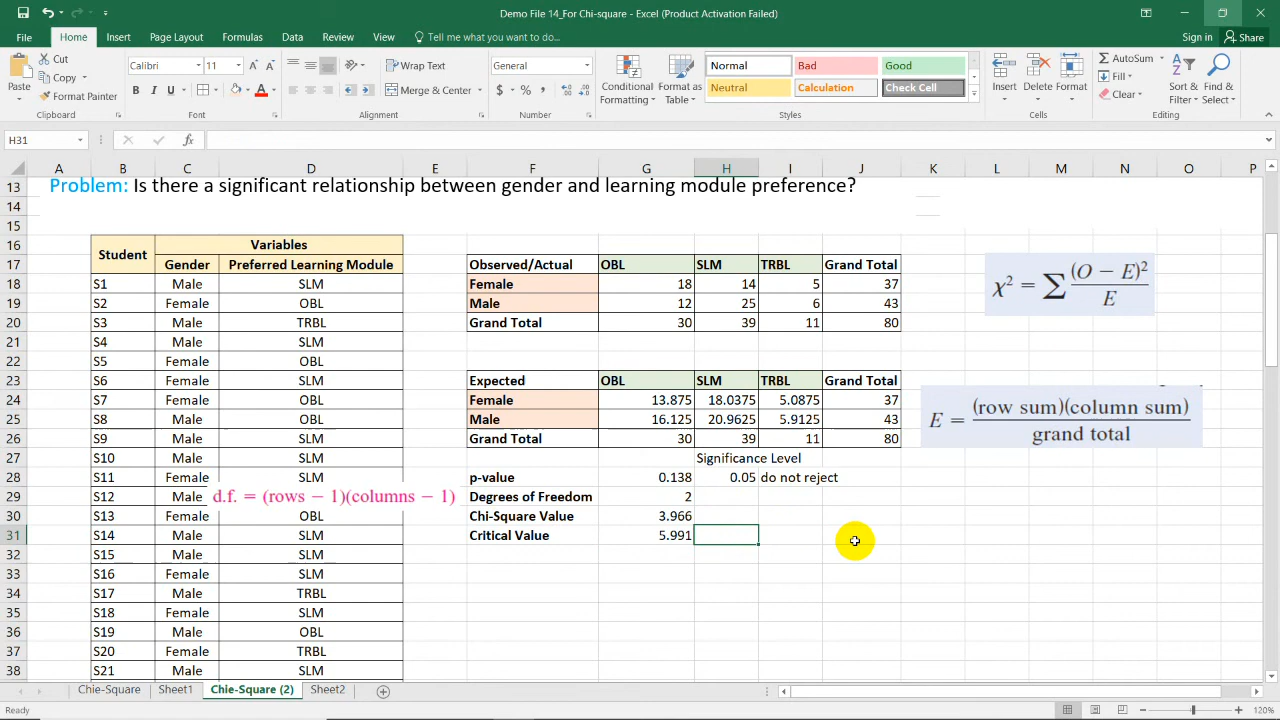 Demo File 14_For Chi-square - Excel (Product Activation Failed)
File Home Insert Page Layout Formulas Data Review View Tell me what you want to do... Sign in Share
Cut
Copy
Format Painter
Paste
Clipboard
Calibri 11
B I U
Font
Wrap Text
Merge & Center
Alignment
General
$ % ,
Number
Conditional Formatting
Format as Table
Normal Bad Good
Neutral Calculation Check Cell
Styles
Insert Delete Format
Cells
AutoSum
Fill
Clear
Sort & Filter
Find & Select
Editing
H31 fx
A B C D E F G H I J K L M N O P
13 Problem: Is there a significant relationship between gender and learning module preference?
14
15
16 Student Variables
17 Gender Preferred Learning Module Observed/Actual OBL SLM TRBL Grand Total
18 S1 Male SLM Female 18 14 5 37
19 S2 Female OBL Male 12 25 6 43
20 S3 Male TRBL Grand Total 30 39 11 80
χ² = ∑ (O − E)² / E
21 S4 Male SLM
22 S5 Female OBL
23 S6 Female SLM Expected OBL SLM TRBL Grand Total
24 S7 Female OBL Female 13.875 18.0375 5.0875 37
25 S8 Male OBL Male 16.125 20.9625 5.9125 43
26 S9 Male SLM Grand Total 30 39 11 80
E = (row sum)(column sum) / grand total
27 S10 Male SLM Significance Level
28 S11 Female SLM p-value 0.138 0.05 do not reject
29 S12 Male d.f. = (rows − 1)(columns − 1) Degrees of Freedom 2
30 S13 Female OBL Chi-Square Value 3.966
31 S14 Male SLM Critical Value 5.991
32 S15 Male SLM
33 S16 Female SLM
34 S17 Male TRBL
35 S18 Female SLM
36 S19 Male OBL
37 S20 Female TRBL
38 S21 Male SLM
Chie-Square Sheet1 Chie-Square (2) Sheet2
Ready 120%